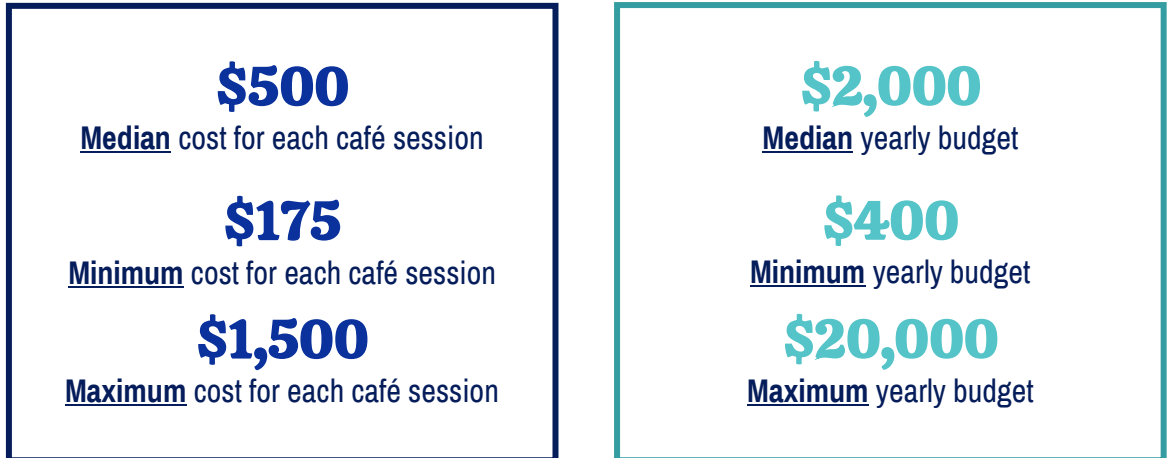 $500
Median cost for each café session
$175
Minimum cost for each café session
$1,500
Maximum cost for each café session
$2,000
Median yearly budget
$400
Minimum yearly budget
$20,000
Maximum yearly budget